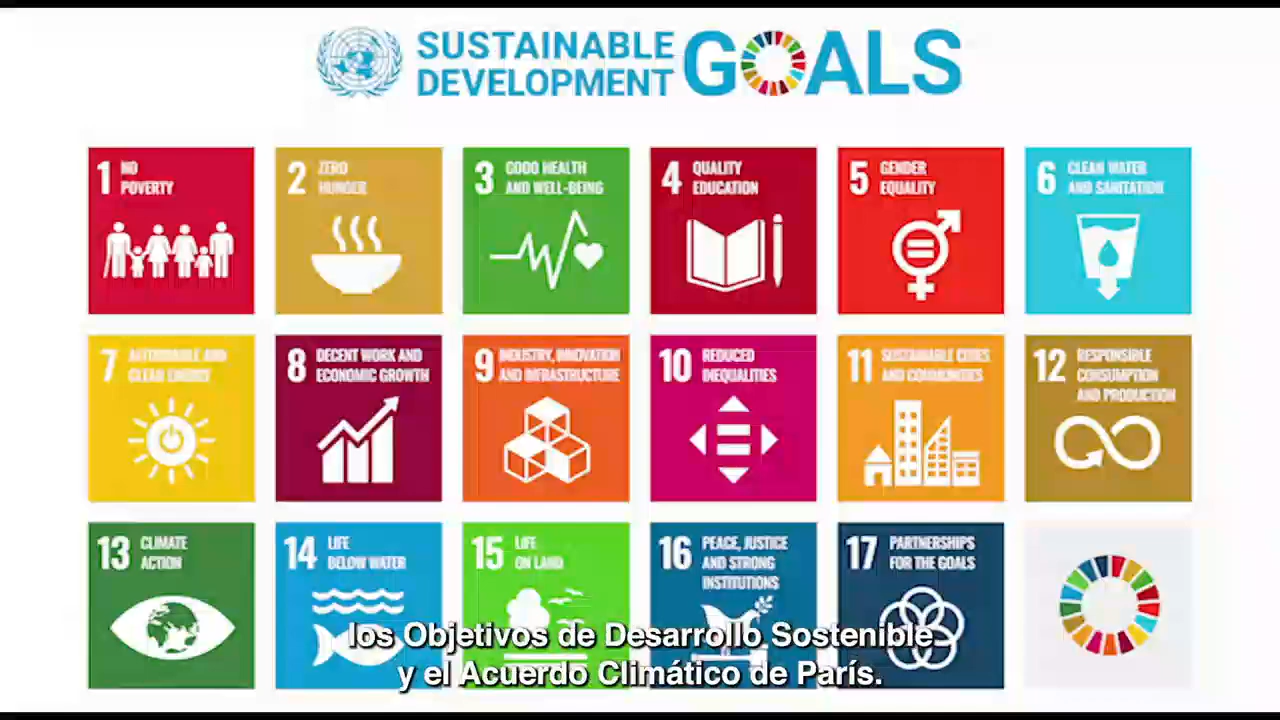 SUSTAINABLE
DEVELOPMENT
GOALS
1 NO
POVERTY
2 ZERO
HUNGER
3 GOOD HEALTH
AND WELL-BEING
4 QUALITY
EDUCATION
5 GENDER
EQUALITY
6 CLEAN WATER
AND SANITATION
7 AFFORDABLE AND
CLEAN ENERGY
8 DECENT WORK AND
ECONOMIC GROWTH
9 INDUSTRY, INNOVATION
AND INFRASTRUCTURE
10 REDUCED
INEQUALITIES
11 SUSTAINABLE CITIES
AND COMMUNITIES
12 RESPONSIBLE
CONSUMPTION
AND PRODUCTION
13 CLIMATE
ACTION
14 LIFE
BELOW WATER
15 LIFE
ON LAND
16 PEACE, JUSTICE
AND STRONG
INSTITUTIONS
17 PARTNERSHIPS
FOR THE GOALS
los Objetivos de Desarrollo Sostenible
y el Acuerdo Climático de París.